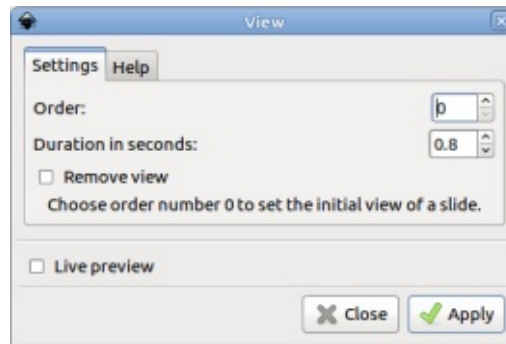 View
Settings Help
Order: 0
Duration in seconds: 0.8
Remove view
Choose order number 0 to set the initial view of a slide.
Live preview
Close Apply